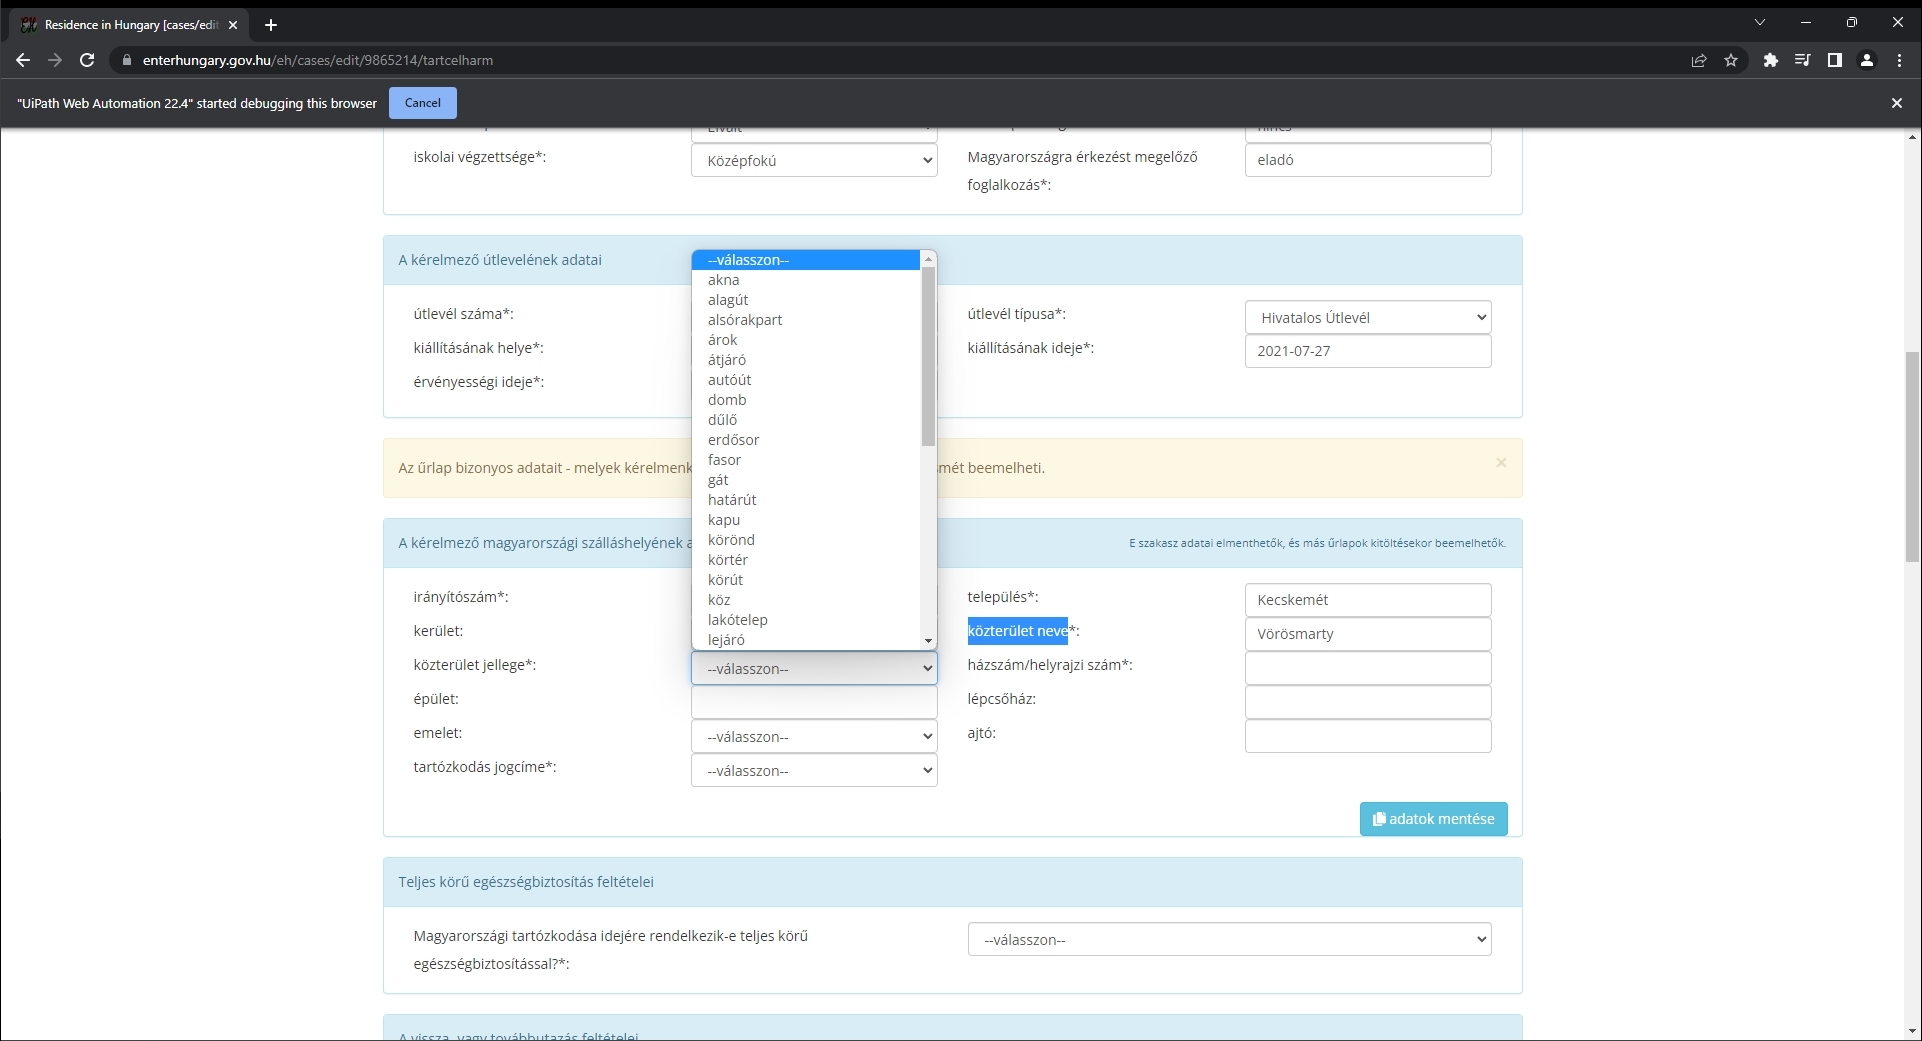 Residence in Hungary [cases/edit
enterhungary.gov.hu/eh/cases/edit/9865214/tartcelharm
"UiPath Web Automation 22.4" started debugging this browser Cancel
iskolai végzettsége*: Középfokú Magyarországra érkezést megelőző foglalkozás*: eladó
A kérelmező útlevelének adatai
útlevél száma*: útlevél típusa*: Hivatalos Útlevél
kiállításának helye*: kiállításának ideje*: 2021-07-27
érvényességi ideje*:
--válasszon--
akna
alagút
alsórakpart
árok
átjáró
autóút
domb
dűlő
erdősor
fasor
gát
határút
kapu
körönd
körtér
körút
köz
lakótelep
lejáró
Az űrlap bizonyos adatait - melyek kérelmenk
smét beemelheti.
A kérelmező magyarországi szálláshelyének a
E szakasz adatai elmenthetők, és más űrlapok kitöltésekor beemelhetők.
irányítószám*: település*: Kecskemét
kerület: közterület neve*: Vörösmarty
közterület jellege*: --válasszon-- házszám/helyrajzi szám*:
épület: lépcsőház:
emelet: --válasszon-- ajtó:
tartózkodás jogcíme*: --válasszon--
adatok mentése
Teljes körű egészségbiztosítás feltételei
Magyarországi tartózkodása idejére rendelkezik-e teljes körű
egészségbiztosítással?*: --válasszon--
A vissza- vagy továbbutazás feltételei